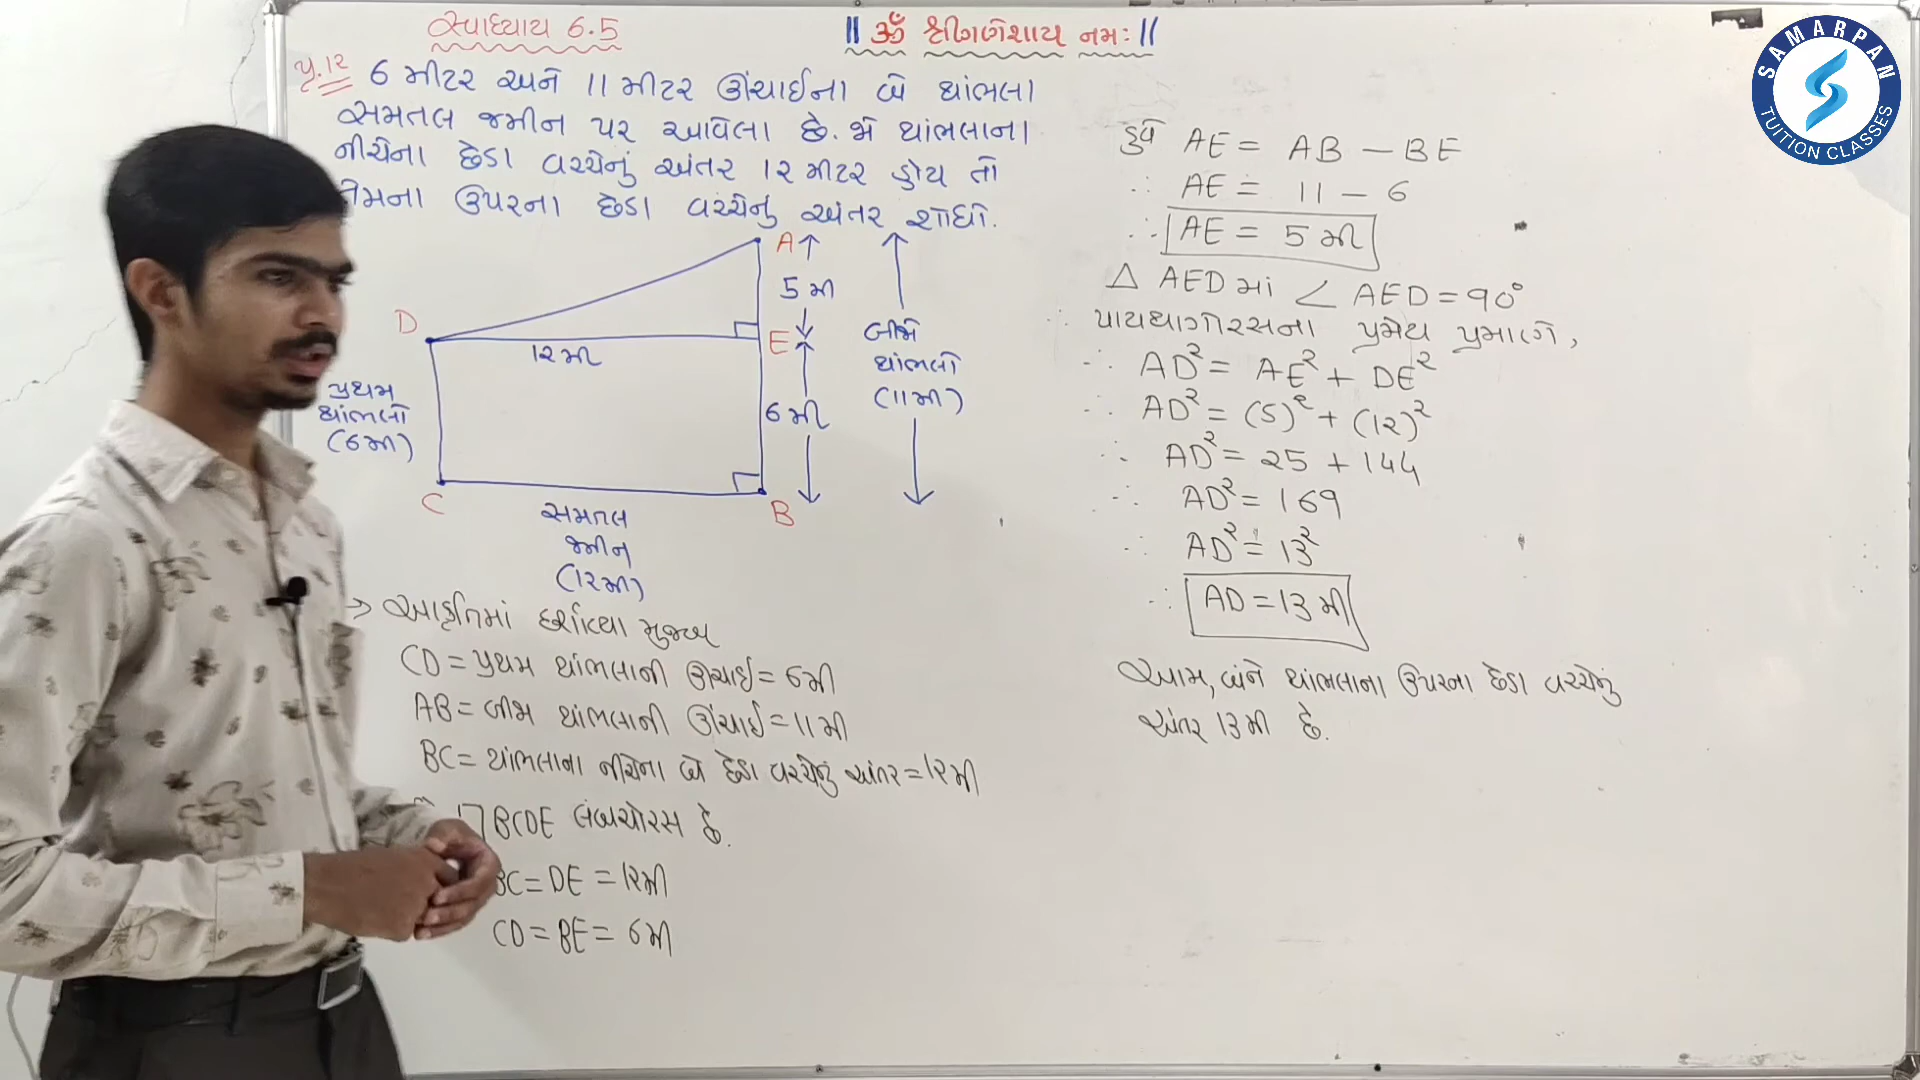 સ્વાધ્યાય 6.5
॥ ૐ શ્રી ગણેશાય નમઃ ॥
પ્ર.12 6 મીટર અને 11 મીટર ઊંચાઈના બે થાંભલા
સમતલ જમીન પર આવેલા છે. જો થાંભલાના
નીચેના છેડા વચ્ચેનું અંતર 12 મીટર હોય તો
તેમના ઉપરના છેડા વચ્ચેનું અંતર શોધો.
A
5 મી
D
E
12 મી
6 મી
પ્રથમ
થાંભલો
(6 મી)
બીજો
થાંભલો
(11 મી)
C
B
સમતલ
જમીન
(12 મી)
→ આકૃતિમાં દર્શાવ્યા મુજબ
CD = પ્રથમ થાંભલાની ઊંચાઈ = 6 મી
AB = બીજા થાંભલાની ઊંચાઈ = 11 મી
BC = થાંભલાના નીચેના બે છેડા વચ્ચેનું અંતર = 12 મી
BCDE લંબચોરસ છે.
BC = DE = 12 મી
CD = BE = 6 મી
હવે AE = AB – BE
∴ AE = 11 – 6
∴ AE = 5 મી
△ AED માં ∠ AED = 90°
∴ પાયથાગોરસના પ્રમેય પ્રમાણે,
∴ AD² = AE² + DE²
∴ AD² = (5)² + (12)²
∴ AD² = 25 + 144
∴ AD² = 169
∴ AD² = 13²
∴ AD = 13 મી
આમ, બંને થાંભલાના ઉપરના છેડા વચ્ચેનું
અંતર 13 મી છે.
SAMARPAN
TUITION CLASSES